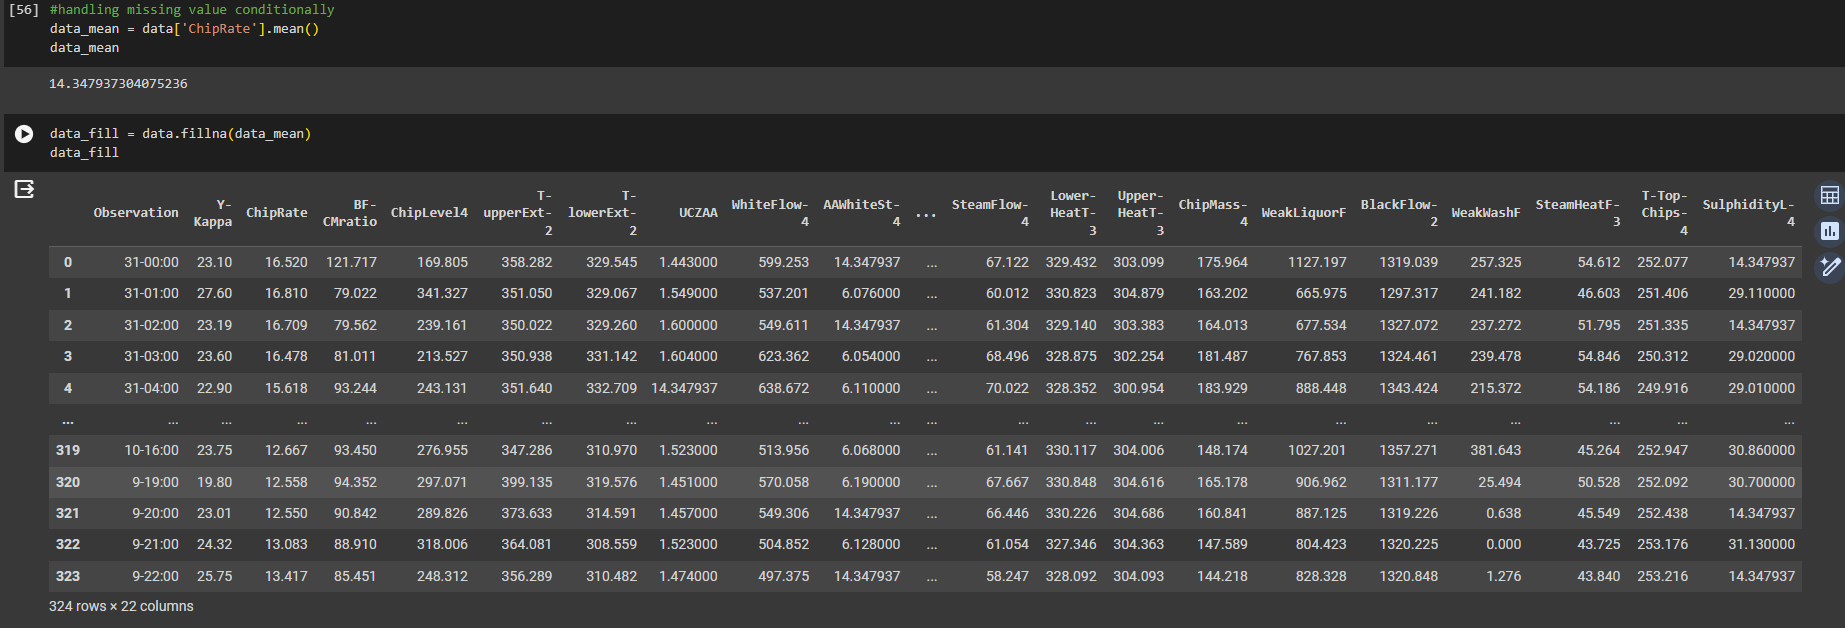 [56] #handling missing value conditionally
data_mean = data['ChipRate'].mean()
data_mean
14.347937304075236
data_fill = data.fillna(data_mean)
data_fill
Observation Y-Kappa ChipRate BF-CMratio ChipLevel4 T-upperExt-2 T-lowerExt-2 UCZAA WhiteFlow-4 AAWhiteSt-4 ... SteamFlow-4 Lower-HeatT-3 Upper-HeatT-3 ChipMass-4 WeakLiquorF BlackFlow-2 WeakWashF SteamHeatF-3 T-Top-Chips-4 SulphidityL-4
0 31-00:00 23.10 16.520 121.717 169.805 358.282 329.545 1.443000 599.253 14.347937 ... 67.122 329.432 303.099 175.964 1127.197 1319.039 257.325 54.612 252.077 14.347937
1 31-01:00 27.60 16.810 79.022 341.327 351.050 329.067 1.549000 537.201 6.076000 ... 60.012 330.823 304.879 163.202 665.975 1297.317 241.182 46.603 251.406 29.110000
2 31-02:00 23.19 16.709 79.562 239.161 350.022 329.260 1.600000 549.611 14.347937 ... 61.304 329.140 303.383 164.013 677.534 1327.072 237.272 51.795 251.335 14.347937
3 31-03:00 23.60 16.478 81.011 213.527 350.938 331.142 1.604000 623.362 6.054000 ... 68.496 328.875 302.254 181.487 767.853 1324.461 239.478 54.846 250.312 29.020000
4 31-04:00 22.90 15.618 93.244 243.131 351.640 332.709 14.347937 638.672 6.110000 ... 70.022 328.352 300.954 183.929 888.448 1343.424 215.372 54.186 249.916 29.010000
... ... ... ... ... ... ... ... ... ... ... ... ... ... ... ... ... ... ... ... ... ...
319 10-16:00 23.75 12.667 93.450 276.955 347.286 310.970 1.523000 513.956 6.068000 ... 61.141 330.117 304.006 148.174 1027.201 1357.271 381.643 45.264 252.947 30.860000
320 9-19:00 19.80 12.558 94.352 297.071 399.135 319.576 1.451000 570.058 6.190000 ... 67.667 330.848 304.616 165.178 906.962 1311.177 25.494 50.528 252.092 30.700000
321 9-20:00 23.01 12.550 90.842 289.826 373.633 314.591 1.457000 549.306 14.347937 ... 66.446 330.226 304.686 160.841 887.125 1319.226 0.638 45.549 252.438 14.347937
322 9-21:00 24.32 13.083 88.910 318.006 364.081 308.559 1.523000 504.852 6.128000 ... 61.054 327.346 304.363 147.589 804.423 1320.225 0.000 43.725 253.176 31.130000
323 9-22:00 25.75 13.417 85.451 248.312 356.289 310.482 1.474000 497.375 14.347937 ... 58.247 328.092 304.093 144.218 828.328 1320.848 1.276 43.840 253.216 14.347937
324 rows × 22 columns